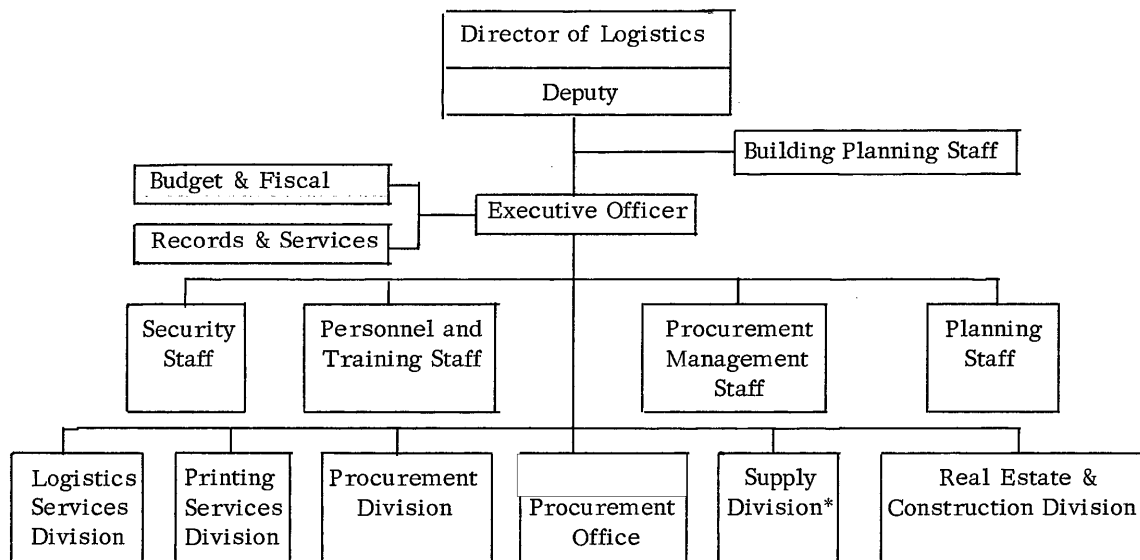 Director of Logistics
Deputy
Building Planning Staff
Budget & Fiscal
Executive Officer
Records & Services
Security
Staff
Personnel and
Training Staff
Procurement
Management
Staff
Planning
Staff
Logistics
Services
Division
Printing
Services
Division
Procurement
Division
Procurement
Office
Supply
Division*
Real Estate &
Construction Division